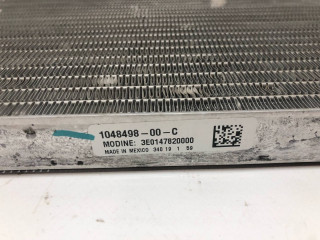 1048498-00-C
MODINE: 3E0147820000
MADE IN MEXICO 340 19 1 59